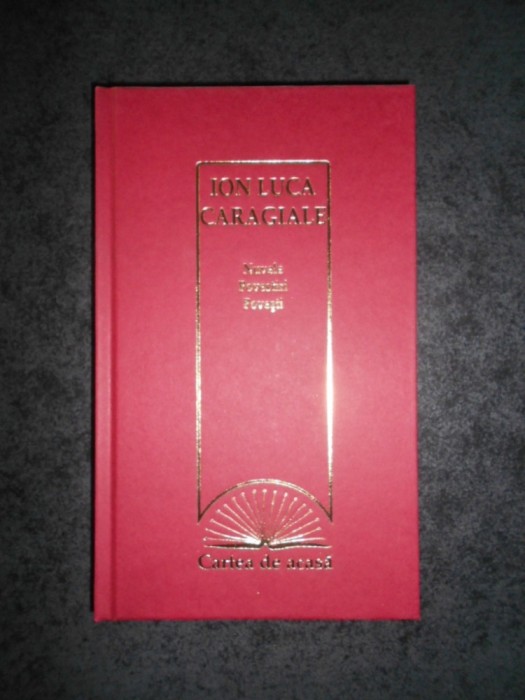 ION LUCA
CARAGIALE
Nuvele
Povestiri
Povești
Cartea de acasă